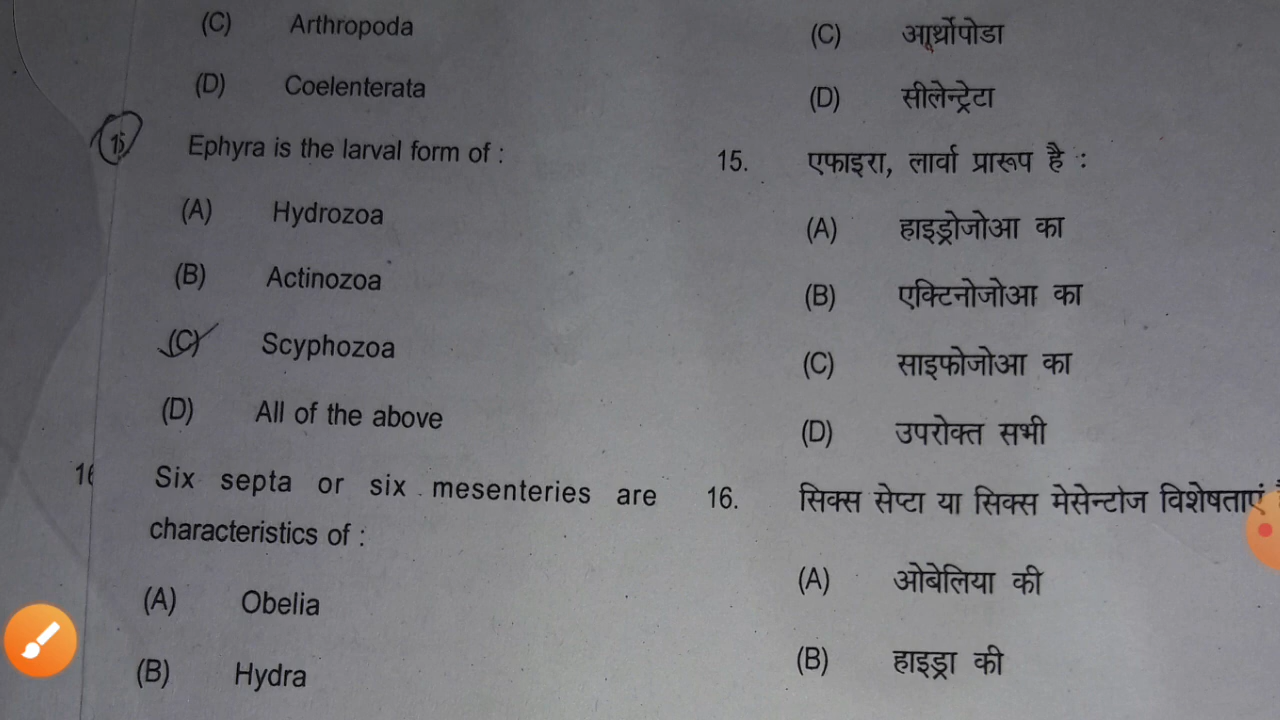 (C) Arthropoda
(D) Coelenterata
15. Ephyra is the larval form of :
(A) Hydrozoa
(B) Actinozoa
(C) Scyphozoa
(D) All of the above
16 Six septa or six mesenteries are
characteristics of :
(A) Obelia
(B) Hydra
(C) आर्थ्रोपोडा
(D) सीलेन्ट्रेटा
15. एफाइरा, लार्वा प्रारूप है :
(A) हाइड्रोजोआ का
(B) एक्टिनोजोआ का
(C) साइफोजोआ का
(D) उपरोक्त सभी
16. सिक्स सेप्टा या सिक्स मेसेन्टोज विशेषताएं
(A) ओबेलिया की
(B) हाइड्रा की